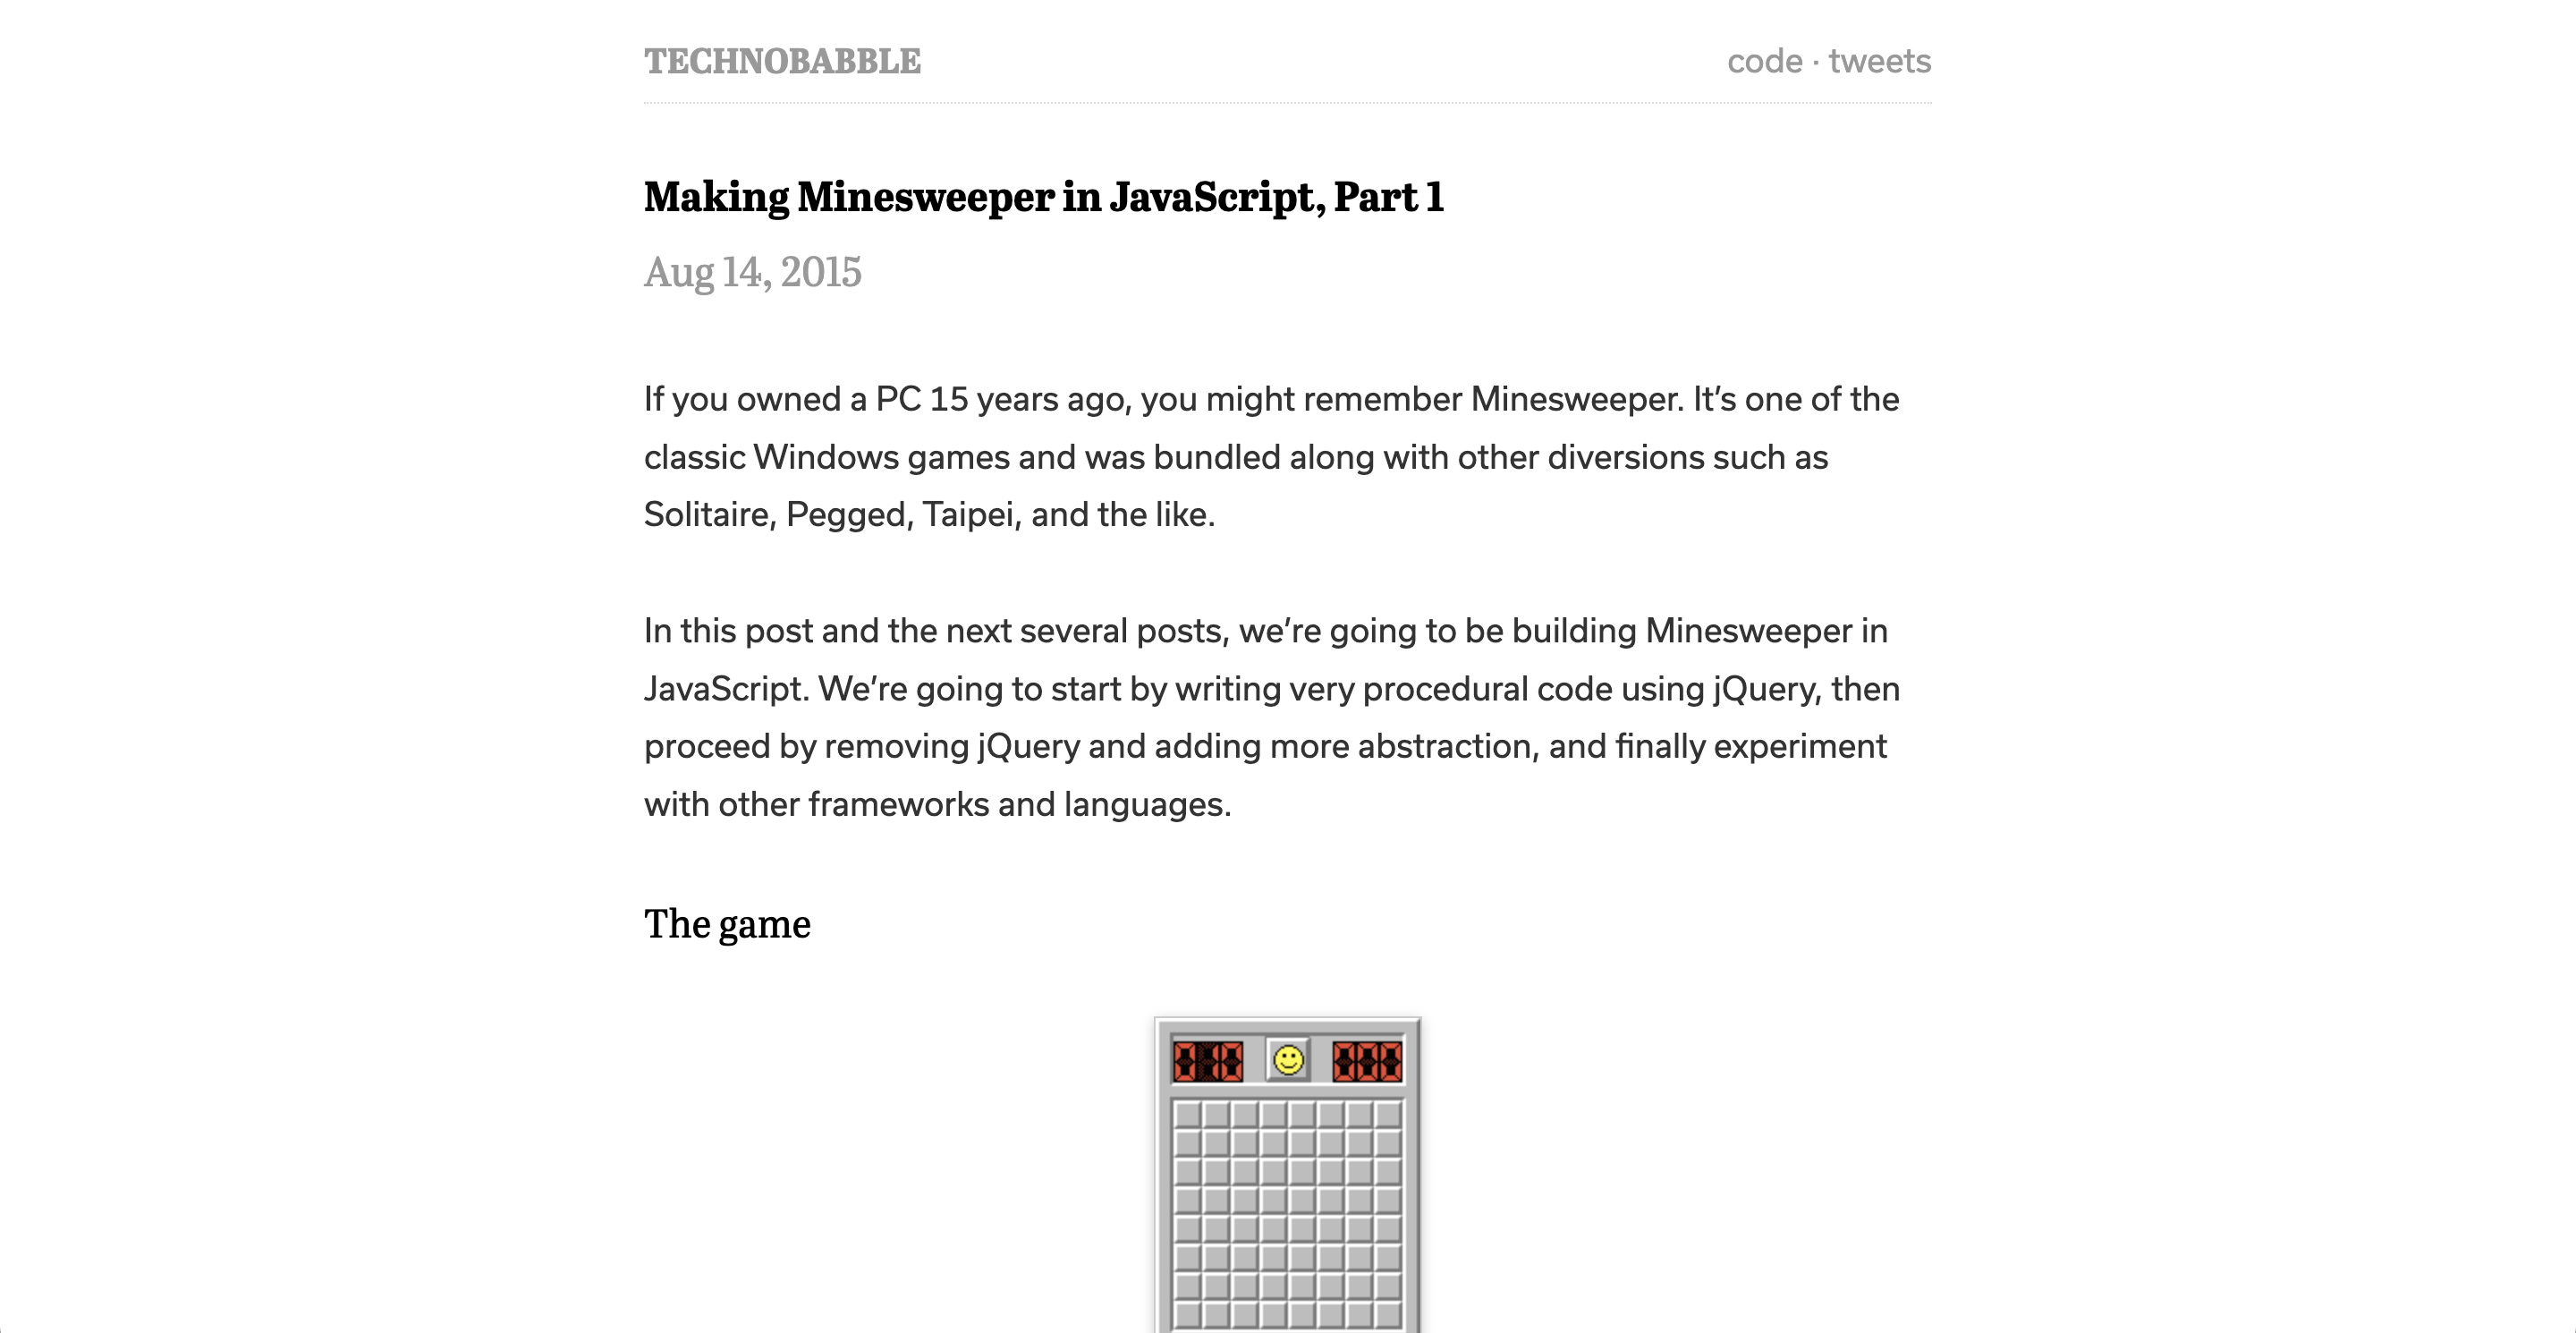 TECHNOBABBLE
code · tweets
Making Minesweeper in JavaScript, Part 1
Aug 14, 2015
If you owned a PC 15 years ago, you might remember Minesweeper. It’s one of the
classic Windows games and was bundled along with other diversions such as
Solitaire, Pegged, Taipei, and the like.
In this post and the next several posts, we’re going to be building Minesweeper in
JavaScript. We’re going to start by writing very procedural code using jQuery, then
proceed by removing jQuery and adding more abstraction, and finally experiment
with other frameworks and languages.
The game